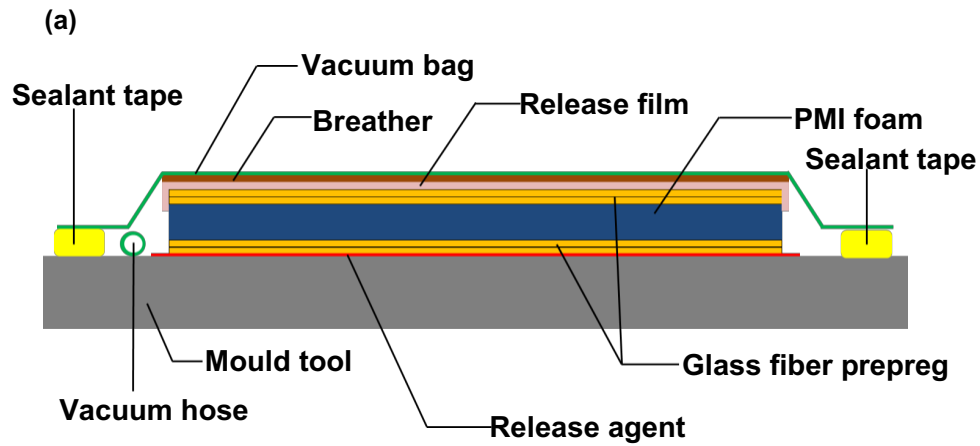 (a)
Vacuum bag
Sealant tape
Release film
Breather
PMI foam
Sealant tape
Mould tool
Glass fiber prepreg
Vacuum hose
Release agent